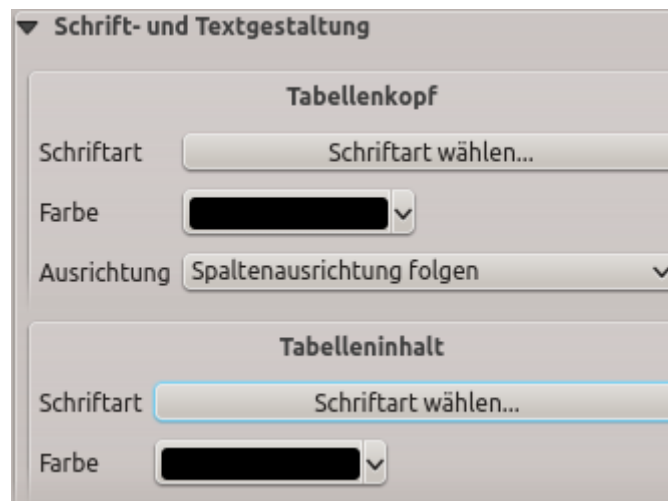 Schrift- und Textgestaltung
Tabellenkopf
Schriftart Schriftart wählen...
Farbe
Ausrichtung Spaltenausrichtung folgen
Tabelleninhalt
Schriftart Schriftart wählen...
Farbe